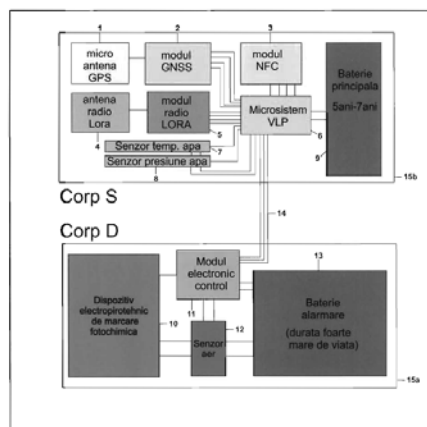 1
2
3
micro
antena
GPS
modul
GNSS
modul
NFC
Baterie
principala
5ani-7ani
antena
radio
Lora
modul
radio
LORA
Microsistem
VLP
4
5
6
Senzor temp. apa
7
Senzor presiune apa
8
9
15b
Corp S
14
Corp D
13
Modul
electronic
control
11
Dispozitiv
electropirotehnic
de marcare
fotochimica
10
12
Senzor
aer
Baterie
alarmare
(durata foarte
mare de viata)
15a